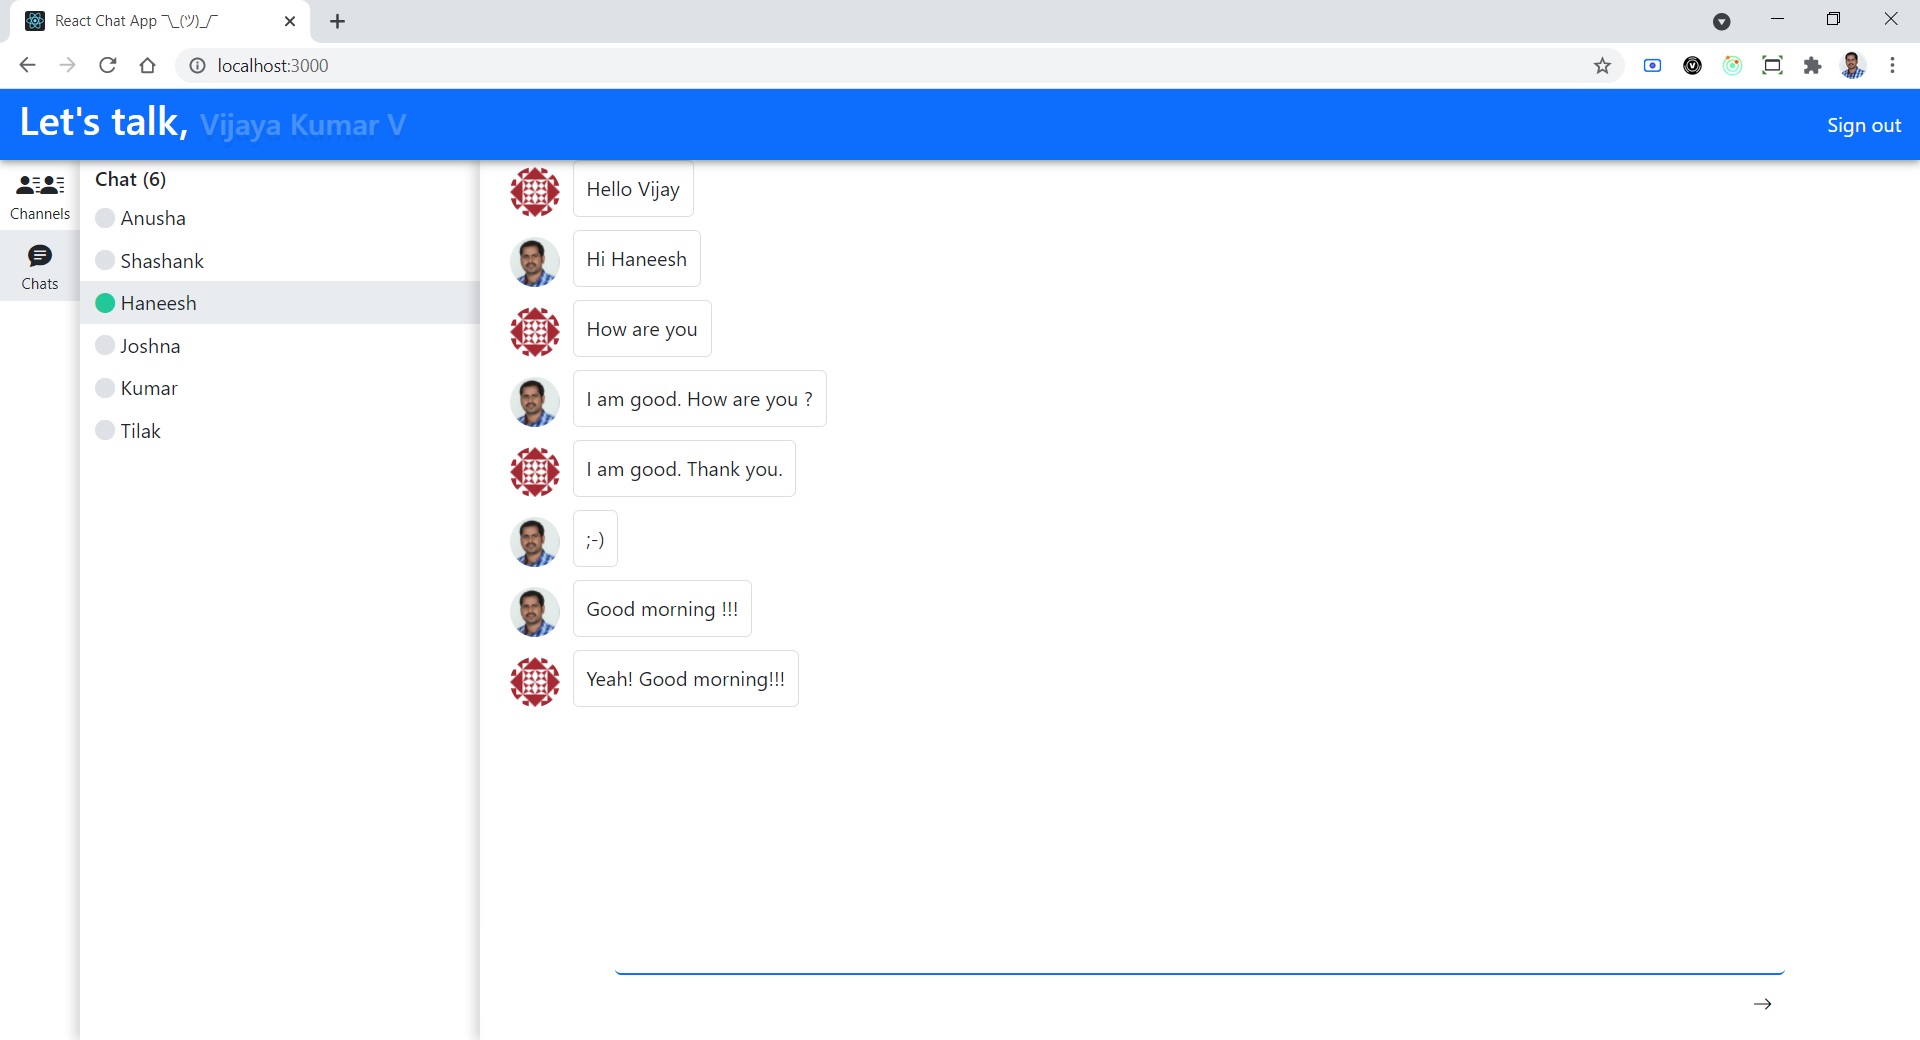 React Chat App ¯\_(ツ)_/¯
localhost:3000
Let's talk, Vijaya Kumar V
Sign out
Channels
Chats
Chat (6)
Anusha
Shashank
Haneesh
Joshna
Kumar
Tilak
Hello Vijay
Hi Haneesh
How are you
I am good. How are you ?
I am good. Thank you.
;-)
Good morning !!!
Yeah! Good morning!!!